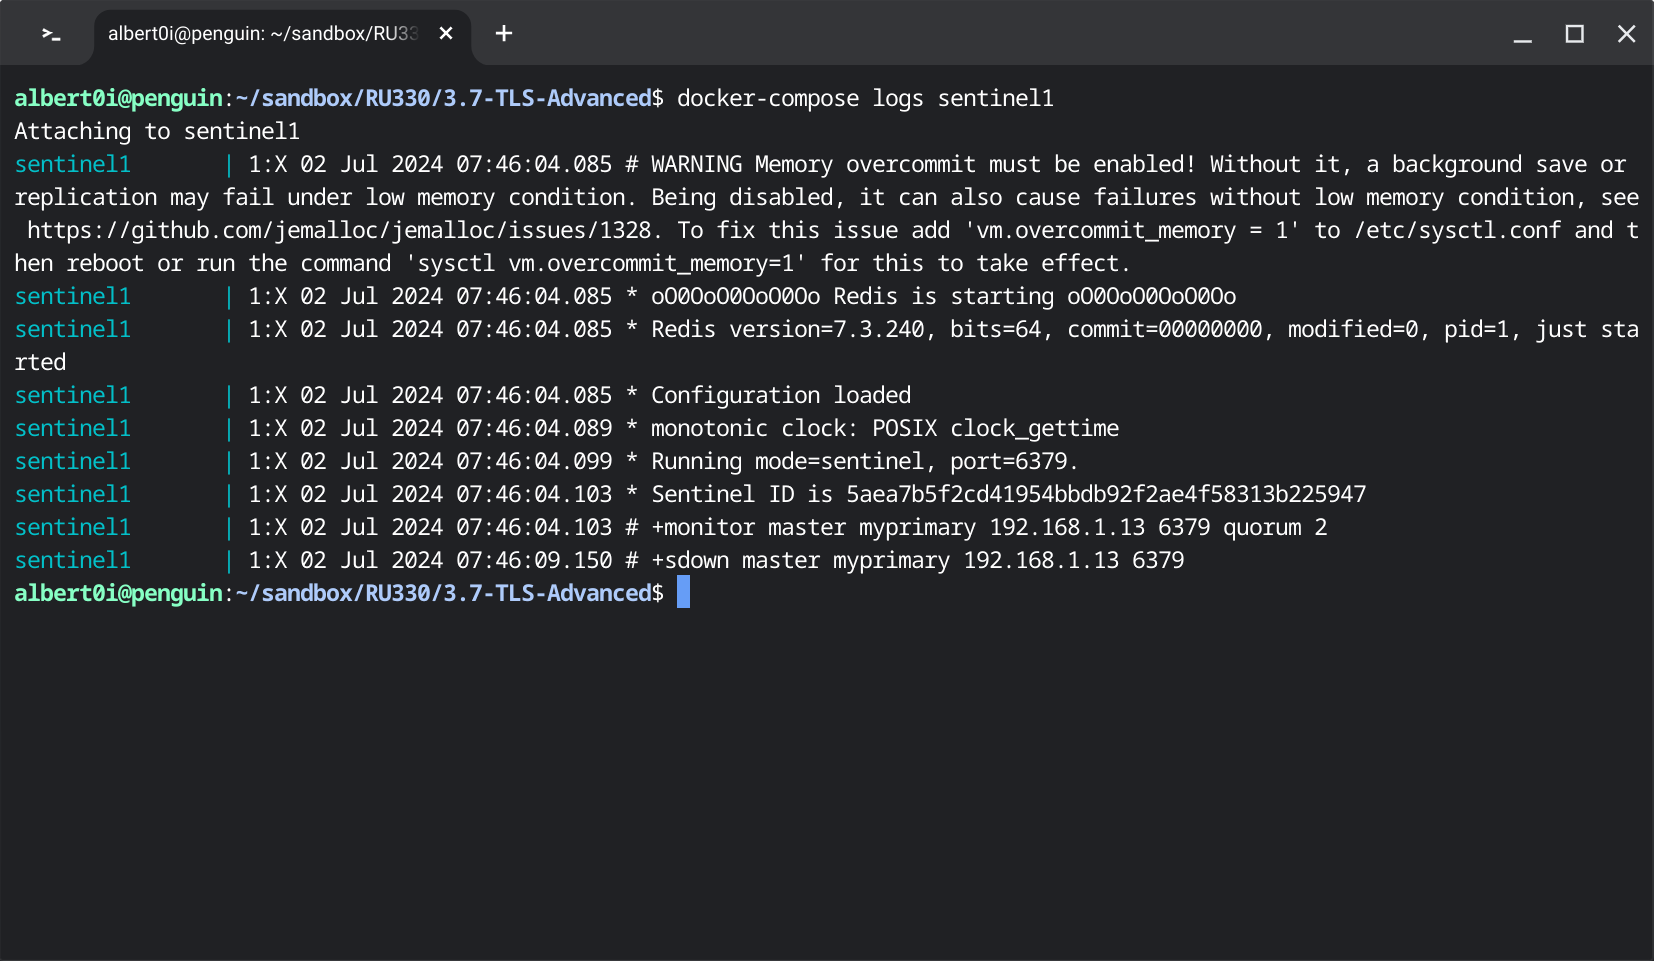 albert0i@penguin: ~/sandbox/RU33
albert0i@penguin:~/sandbox/RU330/3.7-TLS-Advanced$ docker-compose logs sentinel1
Attaching to sentinel1
sentinel1       | 1:X 02 Jul 2024 07:46:04.085 # WARNING Memory overcommit must be enabled! Without it, a background save or
replication may fail under low memory condition. Being disabled, it can also cause failures without low memory condition, see
 https://github.com/jemalloc/jemalloc/issues/1328. To fix this issue add 'vm.overcommit_memory = 1' to /etc/sysctl.conf and t
hen reboot or run the command 'sysctl vm.overcommit_memory=1' for this to take effect.
sentinel1       | 1:X 02 Jul 2024 07:46:04.085 * oO0OoO0OoO0Oo Redis is starting oO0OoO0OoO0Oo
sentinel1       | 1:X 02 Jul 2024 07:46:04.085 * Redis version=7.3.240, bits=64, commit=00000000, modified=0, pid=1, just sta
rted
sentinel1       | 1:X 02 Jul 2024 07:46:04.085 * Configuration loaded
sentinel1       | 1:X 02 Jul 2024 07:46:04.089 * monotonic clock: POSIX clock_gettime
sentinel1       | 1:X 02 Jul 2024 07:46:04.099 * Running mode=sentinel, port=6379.
sentinel1       | 1:X 02 Jul 2024 07:46:04.103 * Sentinel ID is 5aea7b5f2cd41954bbdb92f2ae4f58313b225947
sentinel1       | 1:X 02 Jul 2024 07:46:04.103 # +monitor master myprimary 192.168.1.13 6379 quorum 2
sentinel1       | 1:X 02 Jul 2024 07:46:09.150 # +sdown master myprimary 192.168.1.13 6379
albert0i@penguin:~/sandbox/RU330/3.7-TLS-Advanced$